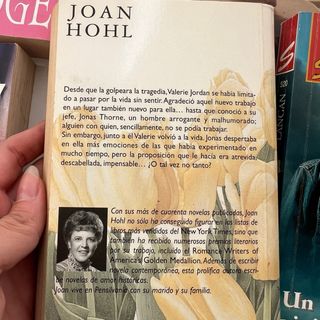 JOAN
HOHL
Desde que la golpeara la tragedia, Valerie Jordan se había limita-
do a pasar por la vida sin sentir. Agradeció aquel nuevo trabajo
en un lugar también nuevo para ella... hasta que conoció a su
jefe, Jonas Thorne, un hombre arrogante y malhumorado;
alguien con quien, sencillamente, no se podía trabajar.
Sin embargo, junto a él Valerie volvió a la vida. Jonas despertaba
en ella más emociones de las que había experimentado en
mucho tiempo, pero la proposición que le hacía era atrevida,
descabellada, impensable... ¿O tal vez no tanto?
Con sus más de cuarenta novelas publicadas, Joan
Hohl no sólo ha conseguido figurar en las listas de
libros más vendidos del New York Times, sino que
también ha recibido numerosos premios literarios
por su trabajo, incluido el Romance Writers of
America's Golden Medallion. Además de escribir
novela contemporánea, esta prolífica autora escri-
be novelas de amor históricas.
Joan vive en Pensilvania con su marido y su familia.
GE
S
520
Un